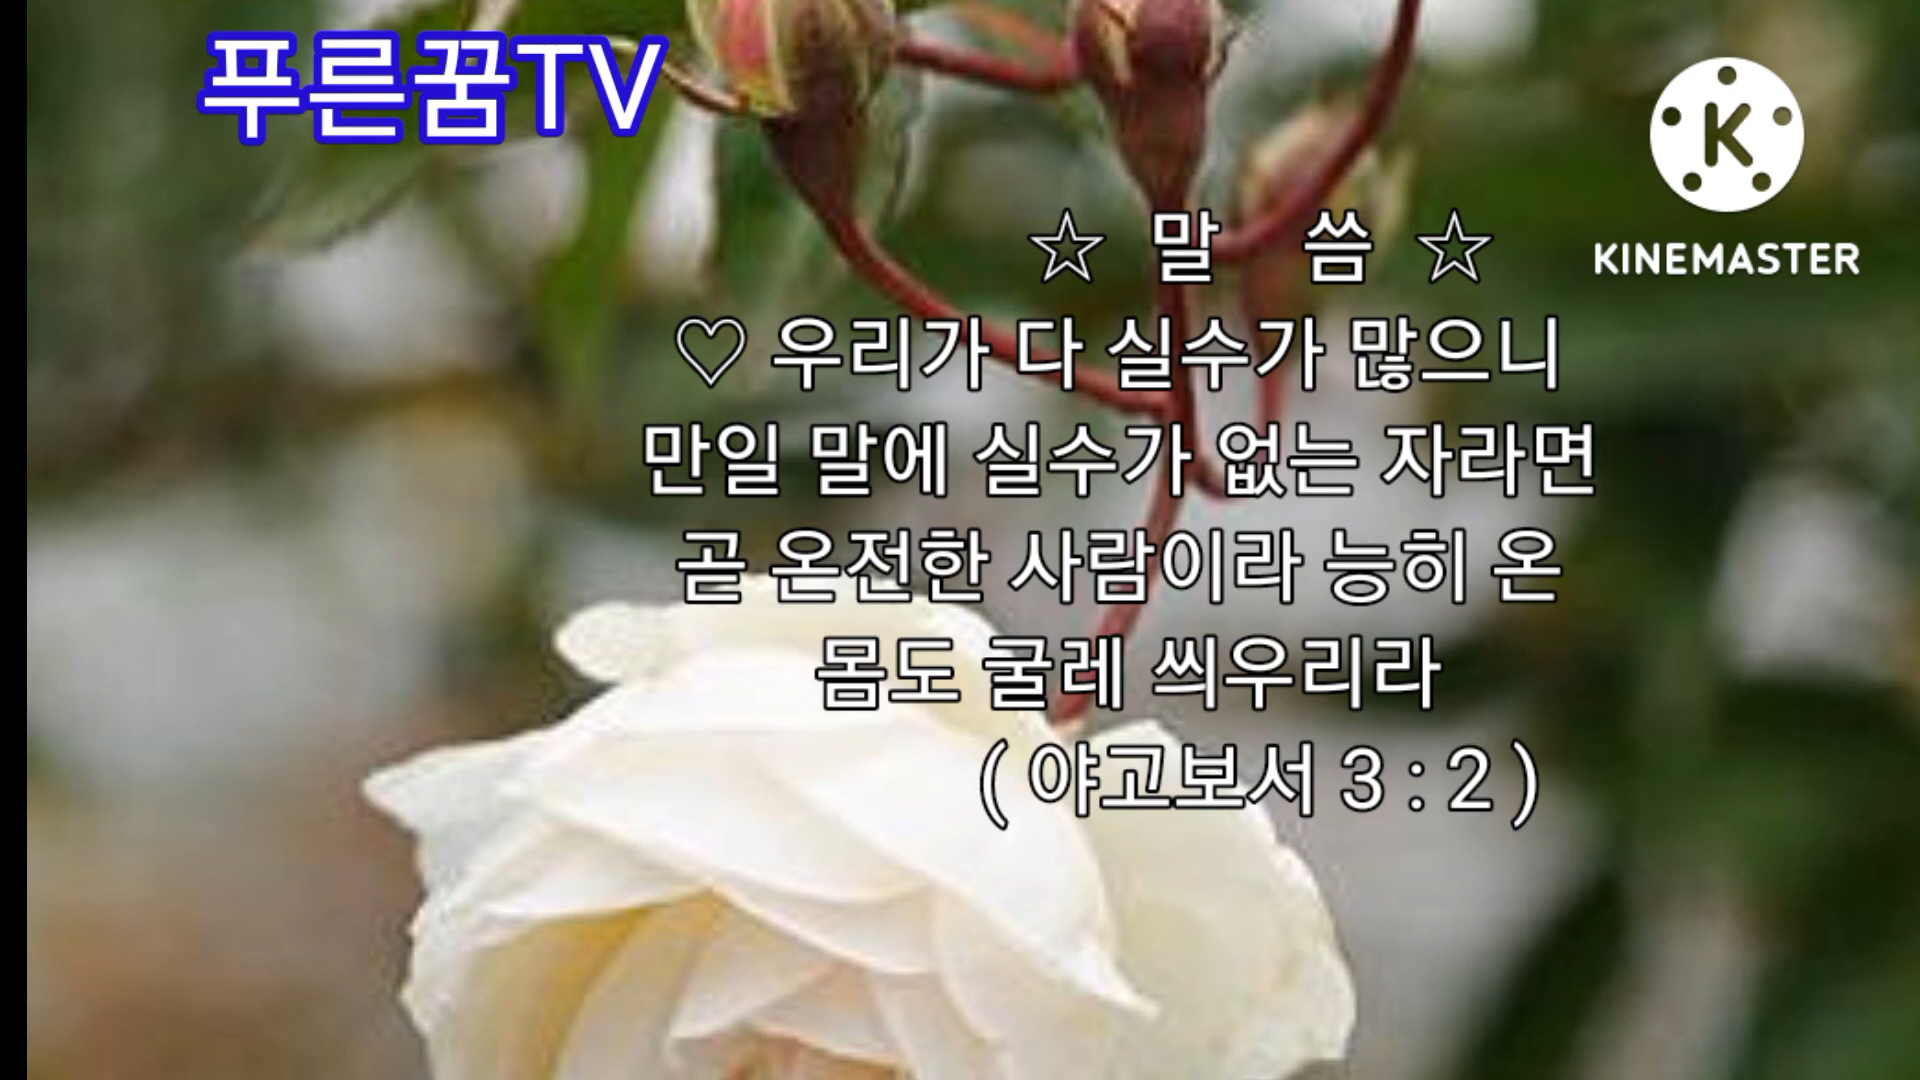 푸른꿈TV
K
KINEMASTER
☆ 말 씀 ☆
♡ 우리가 다 실수가 많으니
만일 말에 실수가 없는 자라면
곧 온전한 사람이라 능히 온
몸도 굴레 씌우리라
( 야고보서 3 : 2 )